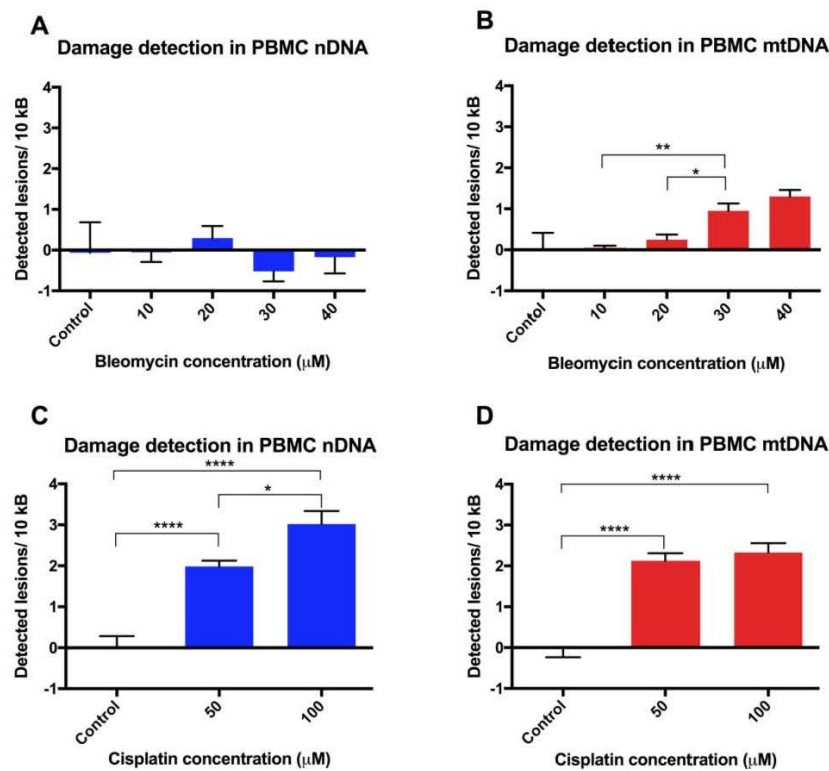 A
Damage detection in PBMC nDNA
Detected lesions/ 10 kB
4
3
2
1
0
-1
Control
10
20
30
40
Bleomycin concentration (μM)
B
Damage detection in PBMC mtDNA
Detected lesions/ 10 kB
4
3
2
1
0
-1
**
*
Control
10
20
30
40
Bleomycin concentration (μM)
C
Damage detection in PBMC nDNA
Detected lesions/ 10 kB
4
3
2
1
0
-1
****
*
****
Control
50
100
Cisplatin concentration (μM)
D
Damage detection in PBMC mtDNA
Detected lesions/ 10 kB
4
3
2
1
0
-1
****
****
Control
50
100
Cisplatin concentration (μM)